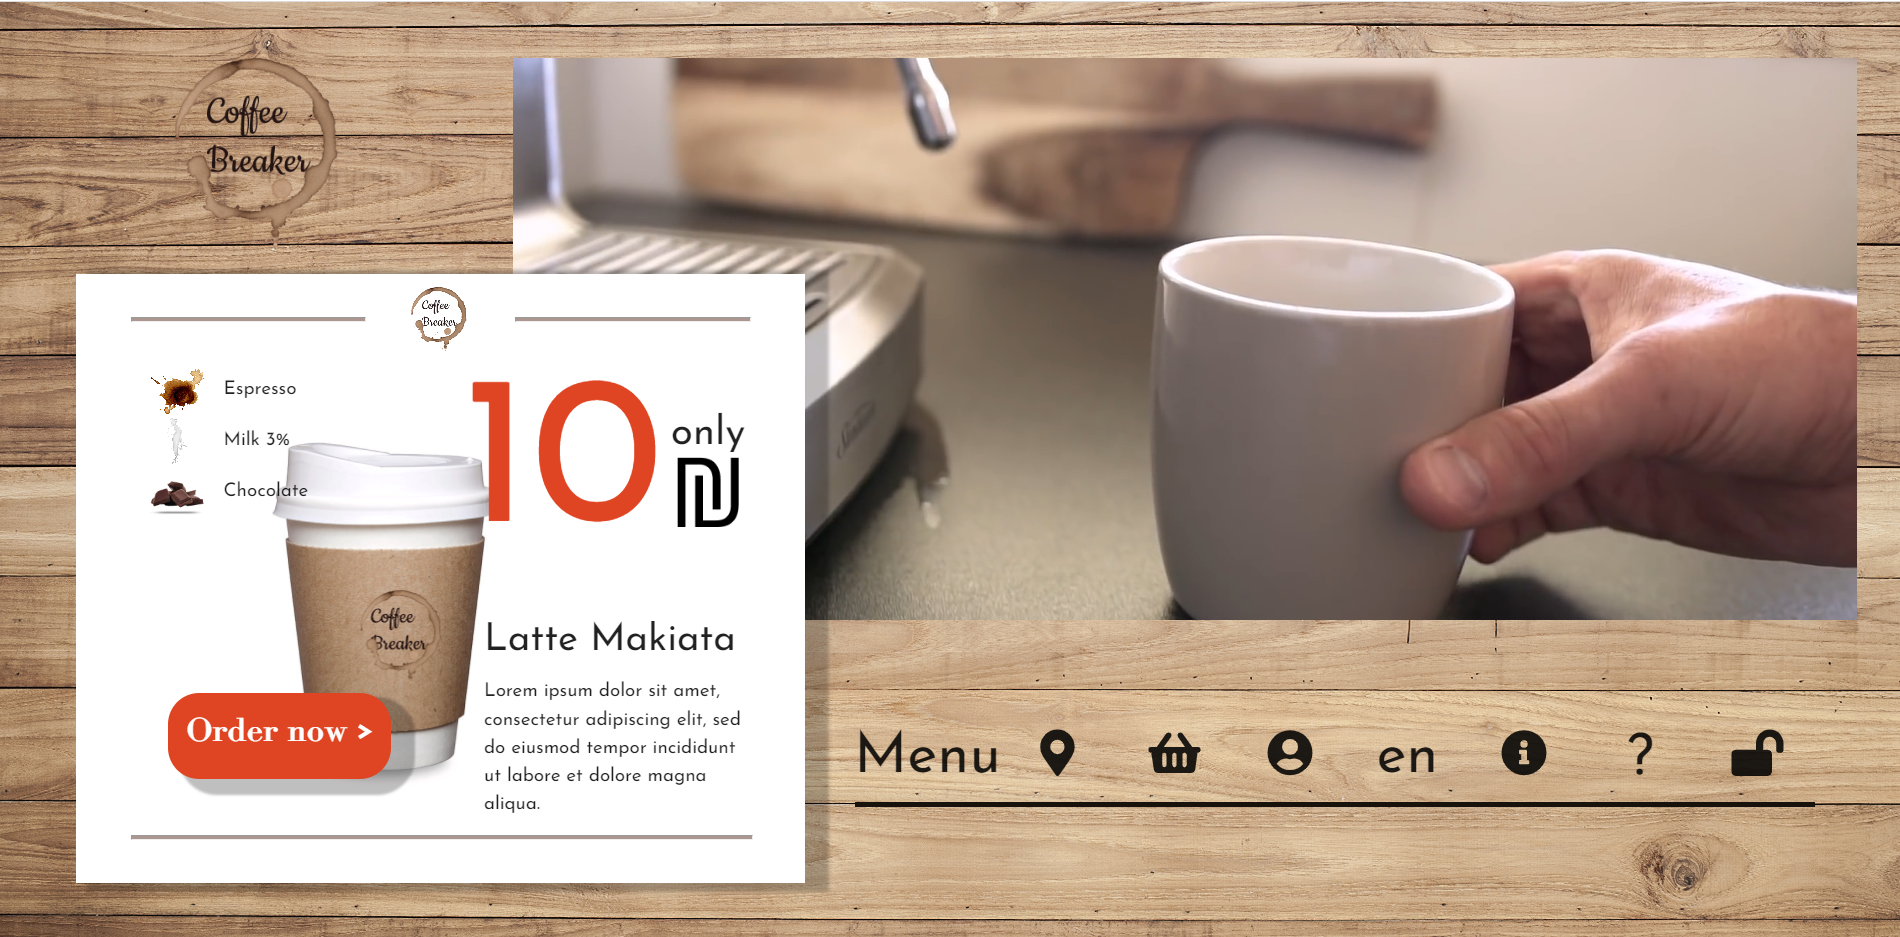 Coffee
Breaker
Coffee
Breaker
Espresso
Milk 3%
Chocolate
10
only
₪
Coffee
Breaker
Latte Makiata
Lorem ipsum dolor sit amet,
consectetur adipiscing elit, sed
do eiusmod tempor incididunt
ut labore et dolore magna
aliqua.
Order now >
Menu en ?